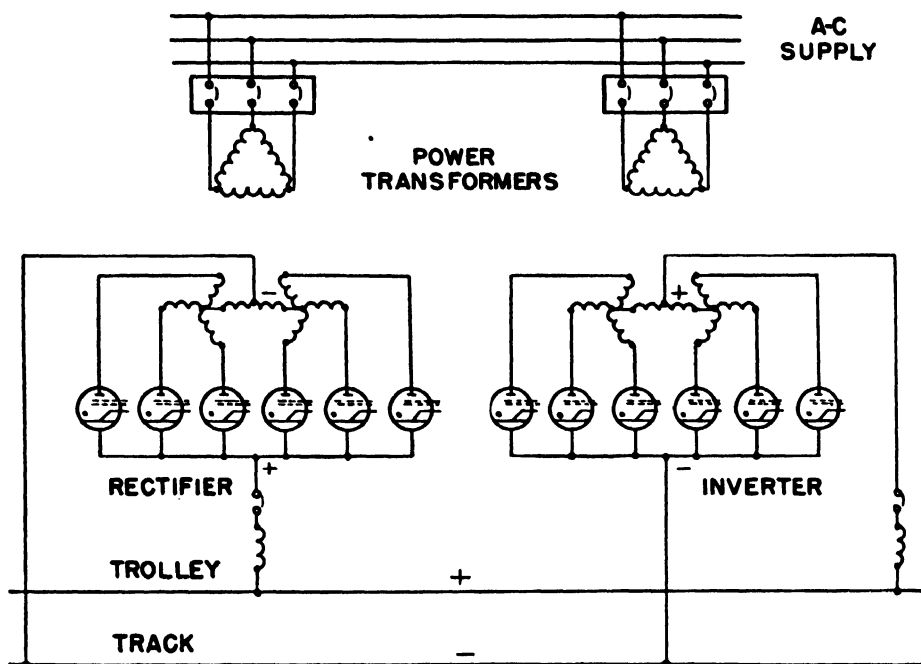 A-C
SUPPLY
POWER
TRANSFORMERS
−
+
+
−
RECTIFIER
INVERTER
TROLLEY
+
TRACK
−